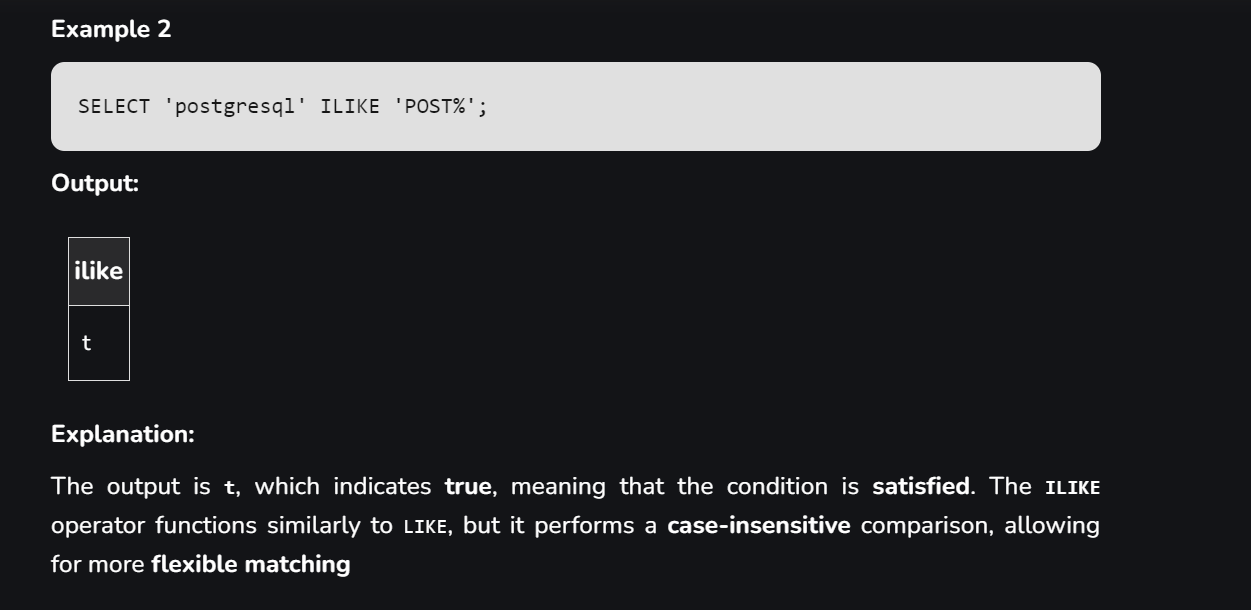 Example 2
SELECT 'postgresql' ILIKE 'POST%';
Output:
ilike
t
Explanation:
The output is t, which indicates true, meaning that the condition is satisfied. The ILIKE
operator functions similarly to LIKE, but it performs a case-insensitive comparison, allowing
for more flexible matching